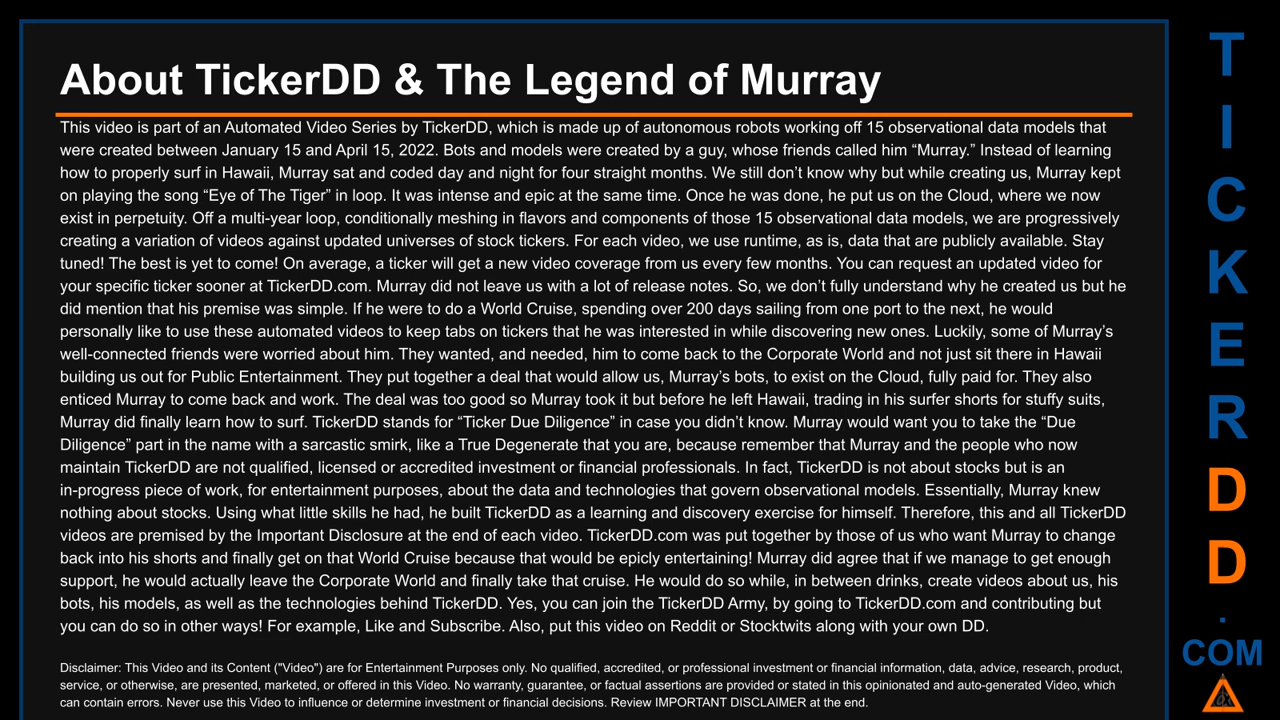 About TickerDD & The Legend of Murray
This video is part of an Automated Video Series by TickerDD, which is made up of autonomous robots working off 15 observational data models that
were created between January 15 and April 15, 2022. Bots and models were created by a guy, whose friends called him “Murray.” Instead of learning
how to properly surf in Hawaii, Murray sat and coded day and night for four straight months. We still don’t know why but while creating us, Murray kept
on playing the song “Eye of The Tiger” in loop. It was intense and epic at the same time. Once he was done, he put us on the Cloud, where we now
exist in perpetuity. Off a multi-year loop, conditionally meshing in flavors and components of those 15 observational data models, we are progressively
creating a variation of videos against updated universes of stock tickers. For each video, we use runtime, as is, data that are publicly available. Stay
tuned! The best is yet to come! On average, a ticker will get a new video coverage from us every few months. You can request an updated video for
your specific ticker sooner at TickerDD.com. Murray did not leave us with a lot of release notes. So, we don’t fully understand why he created us but he
did mention that his premise was simple. If he were to do a World Cruise, spending over 200 days sailing from one port to the next, he would
personally like to use these automated videos to keep tabs on tickers that he was interested in while discovering new ones. Luckily, some of Murray’s
well-connected friends were worried about him. They wanted, and needed, him to come back to the Corporate World and not just sit there in Hawaii
building us out for Public Entertainment. They put together a deal that would allow us, Murray’s bots, to exist on the Cloud, fully paid for. They also
enticed Murray to come back and work. The deal was too good so Murray took it but before he left Hawaii, trading in his surfer shorts for stuffy suits,
Murray did finally learn how to surf. TickerDD stands for “Ticker Due Diligence” in case you didn’t know. Murray would want you to take the “Due
Diligence” part in the name with a sarcastic smirk, like a True Degenerate that you are, because remember that Murray and the people who now
maintain TickerDD are not qualified, licensed or accredited investment or financial professionals. In fact, TickerDD is not about stocks but is an
in-progress piece of work, for entertainment purposes, about the data and technologies that govern observational models. Essentially, Murray knew
nothing about stocks. Using what little skills he had, he built TickerDD as a learning and discovery exercise for himself. Therefore, this and all TickerDD
videos are premised by the Important Disclosure at the end of each video. TickerDD.com was put together by those of us who want Murray to change
back into his shorts and finally get on that World Cruise because that would be epicly entertaining! Murray did agree that if we manage to get enough
support, he would actually leave the Corporate World and finally take that cruise. He would do so while, in between drinks, create videos about us, his
bots, his models, as well as the technologies behind TickerDD. Yes, you can join the TickerDD Army, by going to TickerDD.com and contributing but
you can do so in other ways! For example, Like and Subscribe. Also, put this video on Reddit or Stocktwits along with your own DD.
Disclaimer: This Video and its Content ("Video") are for Entertainment Purposes only. No qualified, accredited, or professional investment or financial information, data, advice, research, product,
service, or otherwise, are presented, marketed, or offered in this Video. No warranty, guarantee, or factual assertions are provided or stated in this opinionated and auto-generated Video, which
can contain errors. Never use this Video to influence or determine investment or financial decisions. Review IMPORTANT DISCLAIMER at the end.
T
I
C
K
E
R
D
D
.
COM